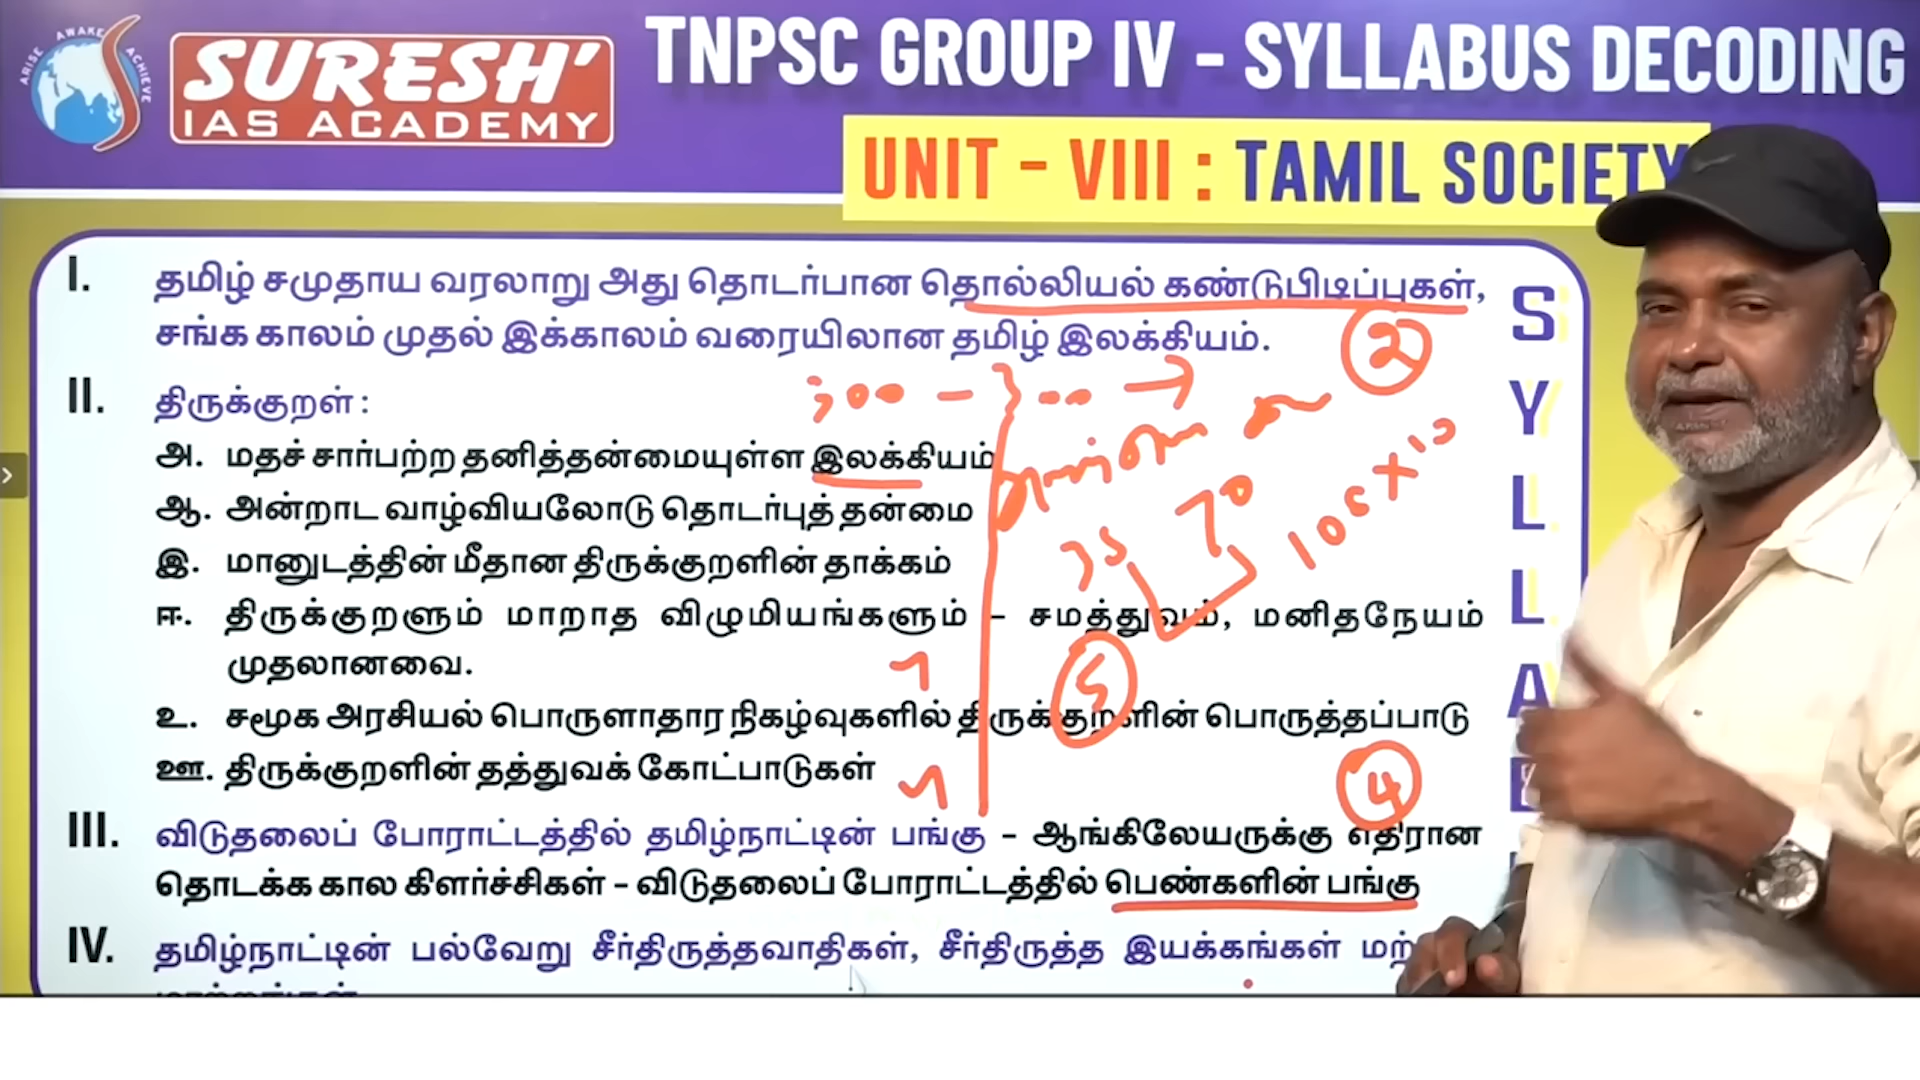 ARISE AWAKE ACHIEVE
SURESH'
IAS ACADEMY
TNPSC GROUP IV - SYLLABUS DECODING
UNIT - VIII : TAMIL SOCIETY
I. தமிழ் சமுதாய வரலாறு அது தொடர்பான தொல்லியல் கண்டுபிடிப்புகள்,
சங்க காலம் முதல் இக்காலம் வரையிலான தமிழ் இலக்கியம்.
2
II. திருக்குறள் :
அ. மதச் சார்பற்ற தனித்தன்மையுள்ள இலக்கியம்
ஆ. அன்றாட வாழ்வியலோடு தொடர்புத் தன்மை
இ. மானுடத்தின் மீதான திருக்குறளின் தாக்கம்
35 70
ஈ. திருக்குறளும் மாறாத விழுமியங்களும் – சமத்துவம், மனிதநேயம்
முதலானவை.
5
உ. சமூக அரசியல் பொருளாதார நிகழ்வுகளில் திருக்குறளின் பொருத்தப்பாடு
ஊ. திருக்குறளின் தத்துவக் கோட்பாடுகள்
4
III. விடுதலைப் போராட்டத்தில் தமிழ்நாட்டின் பங்கு – ஆங்கிலேயருக்கு எதிரான
தொடக்க கால கிளர்ச்சிகள் – விடுதலைப் போராட்டத்தில் பெண்களின் பங்கு
IV. தமிழ்நாட்டின் பல்வேறு சீர்திருத்தவாதிகள், சீர்திருத்த இயக்கங்கள்
S
Y
L
L
A